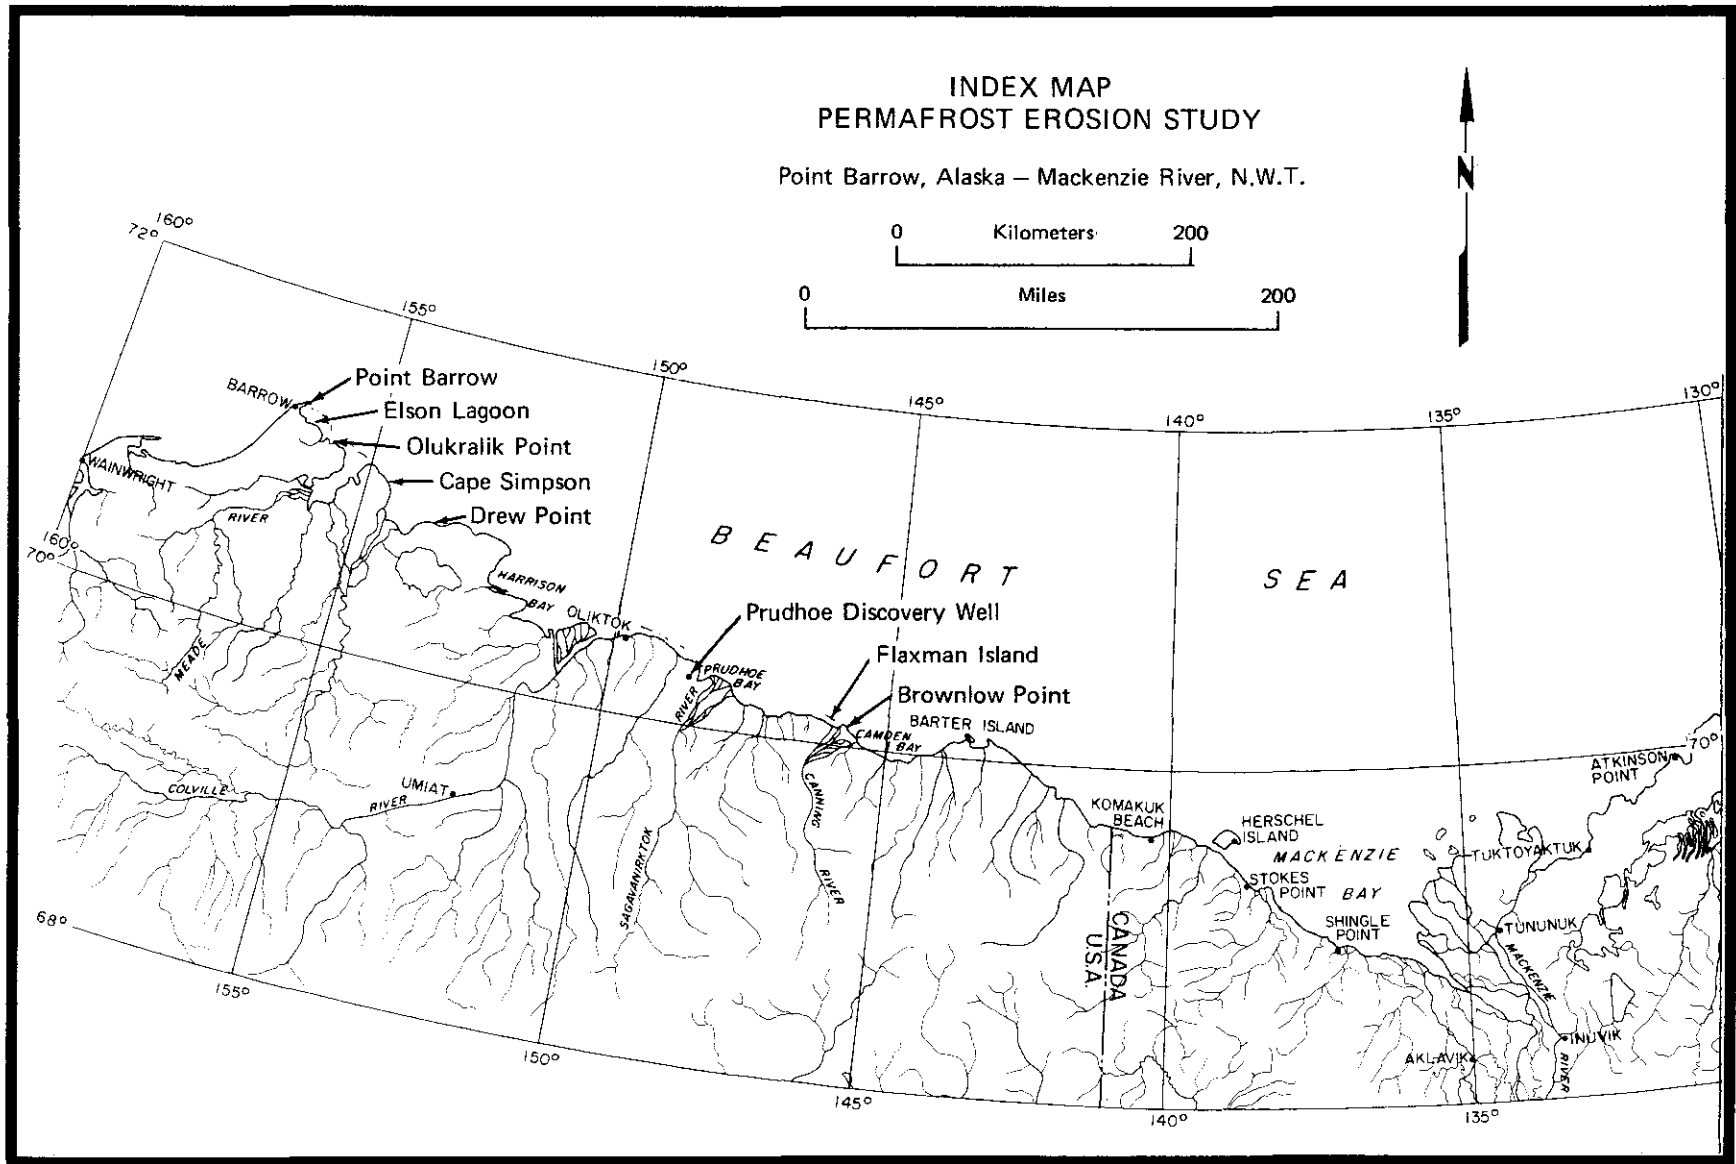 INDEX MAP
PERMAFROST EROSION STUDY
Point Barrow, Alaska — Mackenzie River, N.W.T.
0 Kilometers 200
0 Miles 200
N
160°
72°
155°
150°
145°
140°
135°
130°
Point Barrow
BARROW
Elson Lagoon
Olukralik Point
WAINWRIGHT
Cape Simpson
RIVER
Drew Point
160°
70°
BEAUFORT
SEA
HARRISON
BAY
OLIKTOK
Prudhoe Discovery Well
MEADE
Flaxman Island
PRUDHOE
BAY
RIVER
Brownlow Point
BARTER ISLAND
CAMDEN
BAY
70°
ATKINSON
POINT
COLVILLE
RIVER
UMIAT
CANNING
RIVER
SAGAVANIRKTOK
KOMAKUK
BEACH
HERSCHEL
ISLAND
MACKENZIE
BAY
TUKTOYAKTUK
STOKES
POINT
SHINGLE
POINT
TUNUNUK
MACKENZIE
RIVER
CANADA
U.S.A.
INUVIK
AKLAVIK
68°
155°
150°
145°
140°
135°